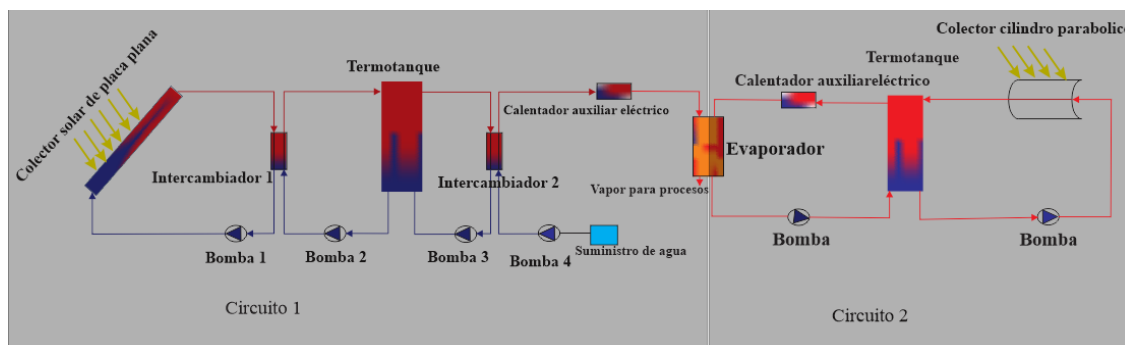 Colector solar de placa plana
Termotanque
Calentador auxiliar eléctrico
Intercambiador 1
Intercambiador 2
Bomba 1
Bomba 2
Bomba 3
Bomba 4
Suministro de agua
Circuito 1
Colector cilindro parabolico
Termotanque
Calentador auxiliareléctrico
Evaporador
Vapor para procesos
Bomba
Bomba
Circuito 2